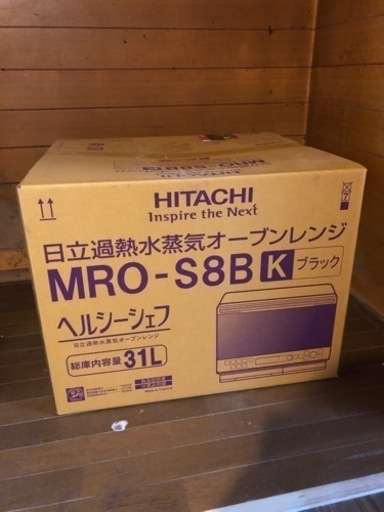 HITACHI
Inspire the Next
日立過熱水蒸気オーブンレンジ
MRO-S8B K ブラック
ヘルシーシェフ
日立過熱水蒸気オーブンレンジ
総庫内容量 31L